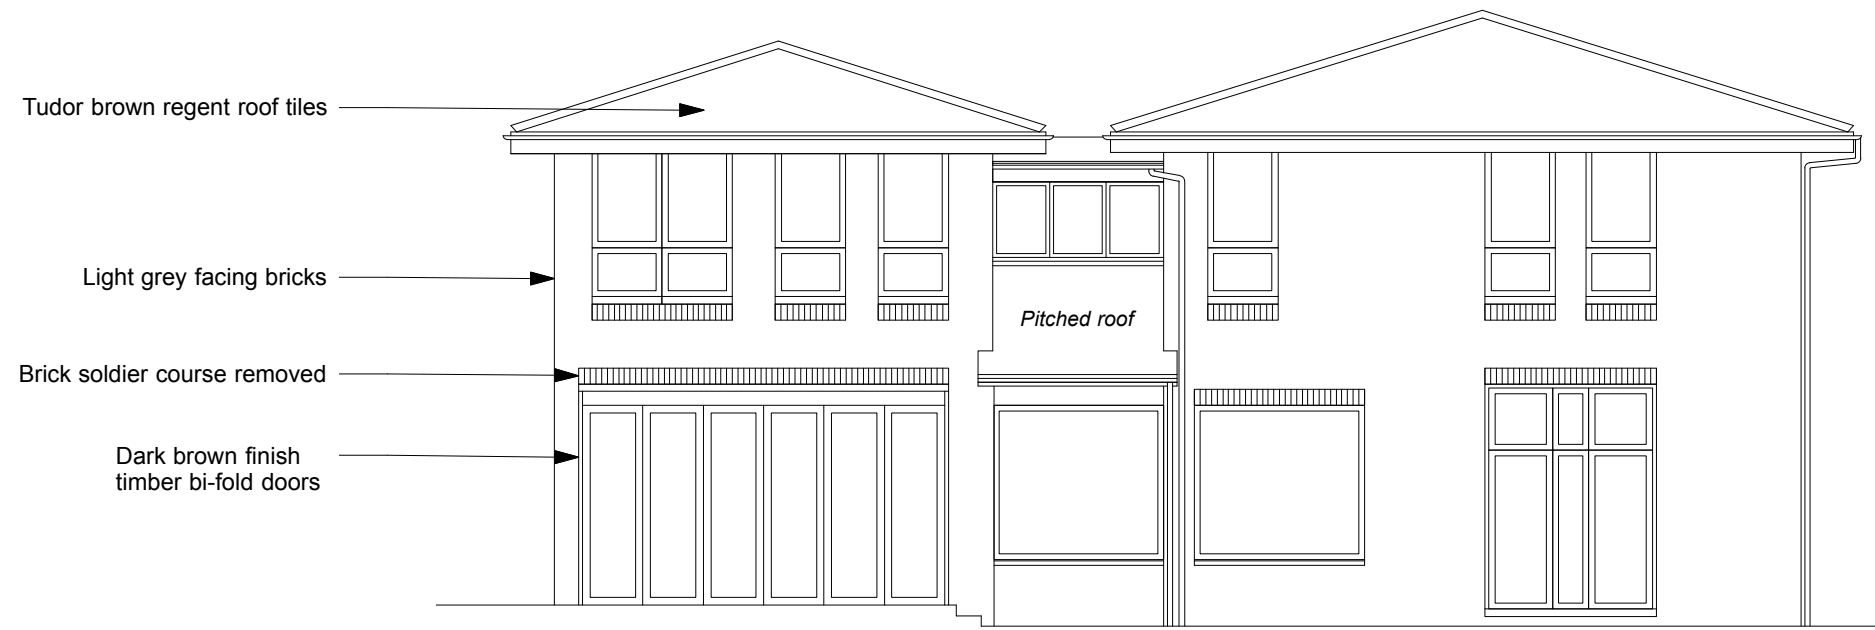 Tudor brown regent roof tiles
Light grey facing bricks
Pitched roof
Brick soldier course removed
Dark brown finish
timber bi-fold doors